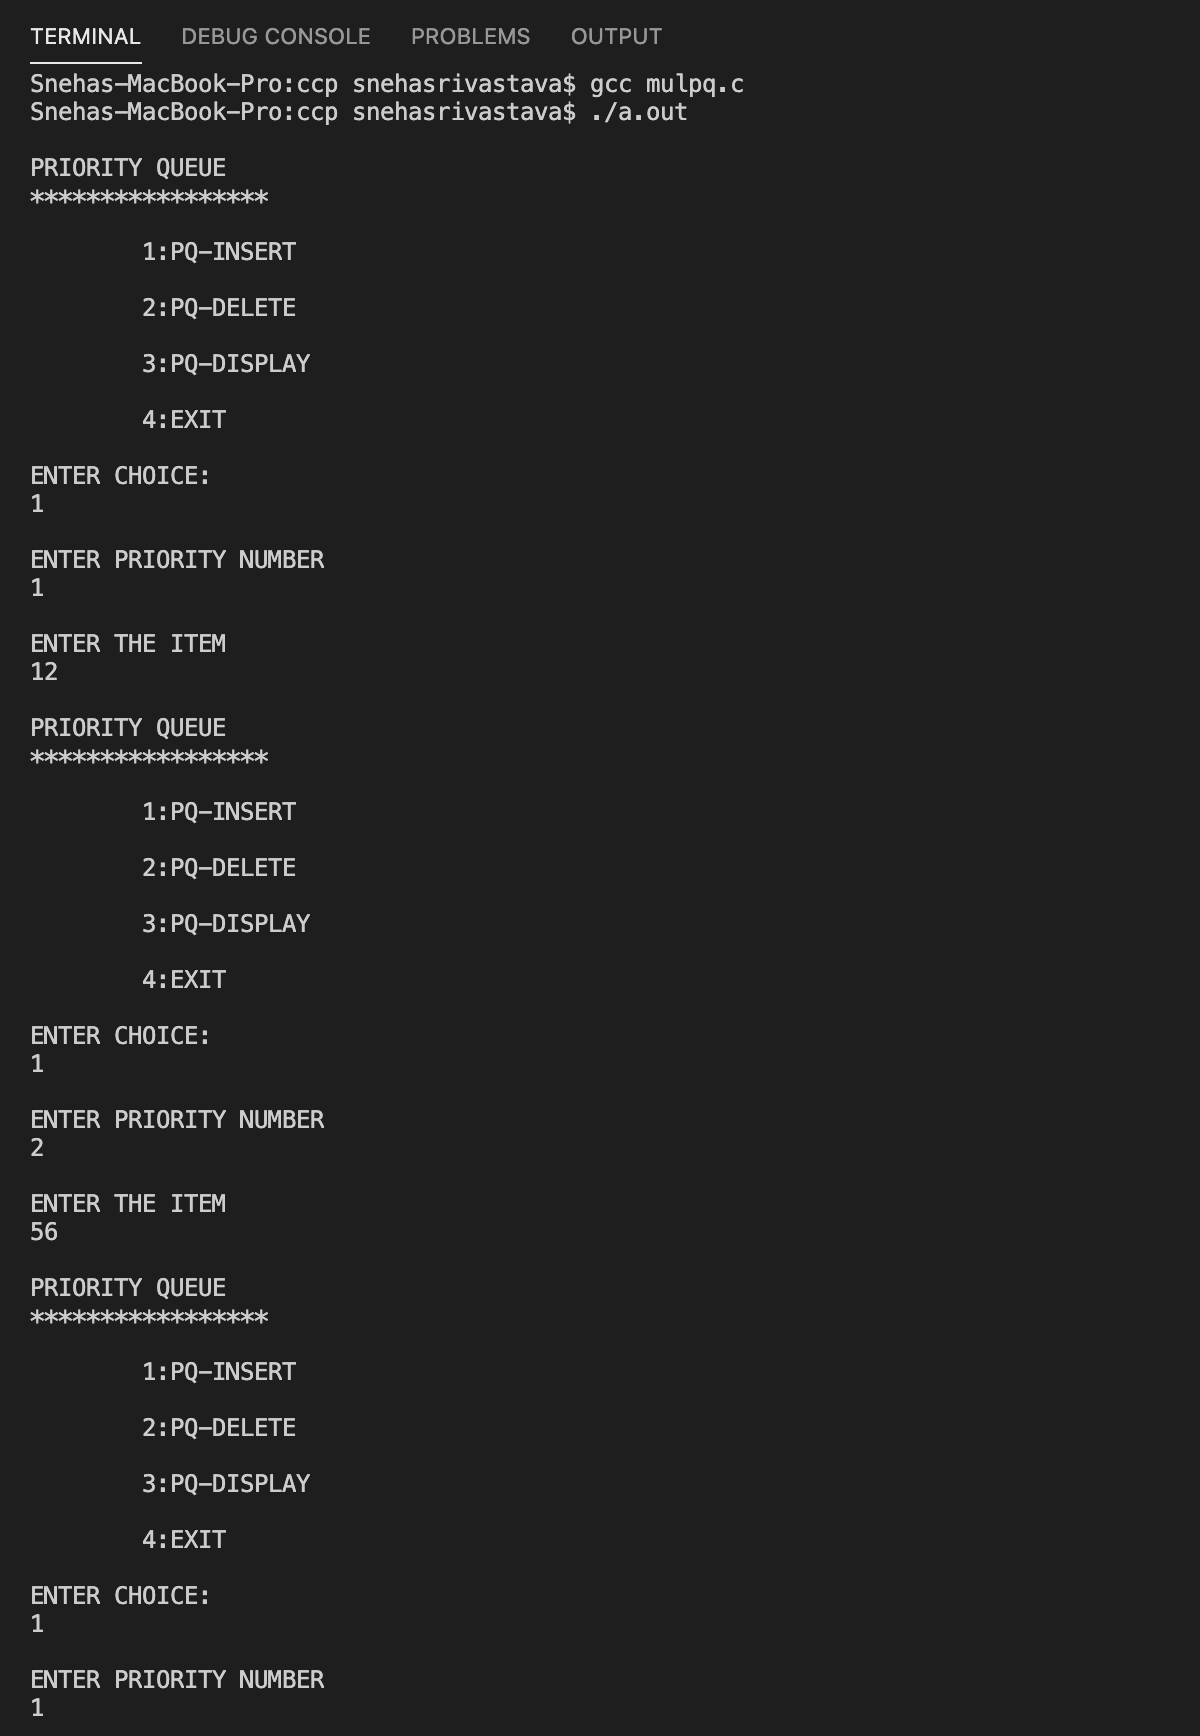 TERMINAL DEBUG CONSOLE PROBLEMS OUTPUT
Snehas-MacBook-Pro:ccp snehasrivastava$ gcc mulpq.c
Snehas-MacBook-Pro:ccp snehasrivastava$ ./a.out
PRIORITY QUEUE
*****************
1:PQ-INSERT
2:PQ-DELETE
3:PQ-DISPLAY
4:EXIT
ENTER CHOICE:
1
ENTER PRIORITY NUMBER
1
ENTER THE ITEM
12
PRIORITY QUEUE
*****************
1:PQ-INSERT
2:PQ-DELETE
3:PQ-DISPLAY
4:EXIT
ENTER CHOICE:
1
ENTER PRIORITY NUMBER
2
ENTER THE ITEM
56
PRIORITY QUEUE
*****************
1:PQ-INSERT
2:PQ-DELETE
3:PQ-DISPLAY
4:EXIT
ENTER CHOICE:
1
ENTER PRIORITY NUMBER
1